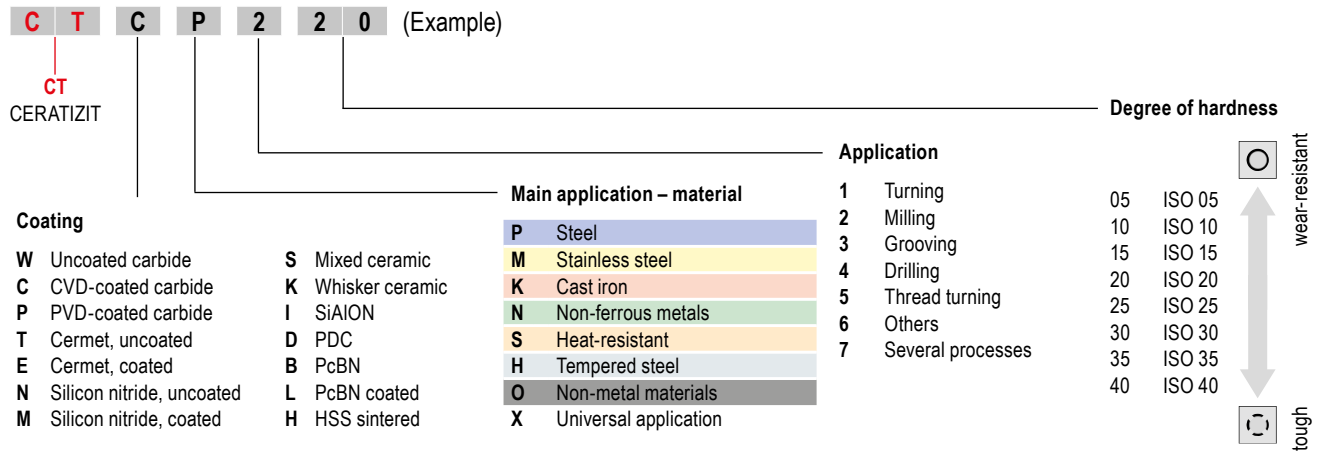 C T C P 2 2 0 (Example)
CT
CERATIZIT
Coating
W Uncoated carbide
C CVD-coated carbide
P PVD-coated carbide
T Cermet, uncoated
E Cermet, coated
N Silicon nitride, uncoated
M Silicon nitride, coated
S Mixed ceramic
K Whisker ceramic
I SiAlON
D PDC
B PcBN
L PcBN coated
H HSS sintered
Main application – material
P Steel
M Stainless steel
K Cast iron
N Non-ferrous metals
S Heat-resistant
H Tempered steel
O Non-metal materials
X Universal application
Application
1 Turning
2 Milling
3 Grooving
4 Drilling
5 Thread turning
6 Others
7 Several processes
Degree of hardness
05 ISO 05
10 ISO 10
15 ISO 15
20 ISO 20
25 ISO 25
30 ISO 30
35 ISO 35
40 ISO 40
wear-resistant
tough